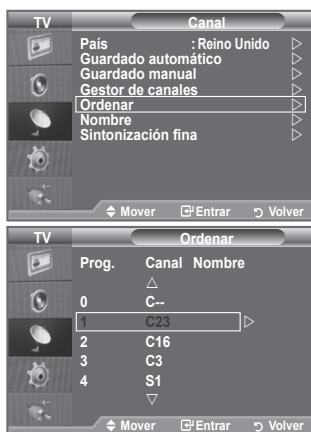 TV Canal
País : Reino Unido
Guardado automático
Guardado manual
Gestor de canales
Ordenar
Nombre
Sintonización fina
Mover Entrar Volver
TV Ordenar
Prog. Canal Nombre
0 C--
1 C23
2 C16
3 C3
4 S1
Mover Entrar Volver